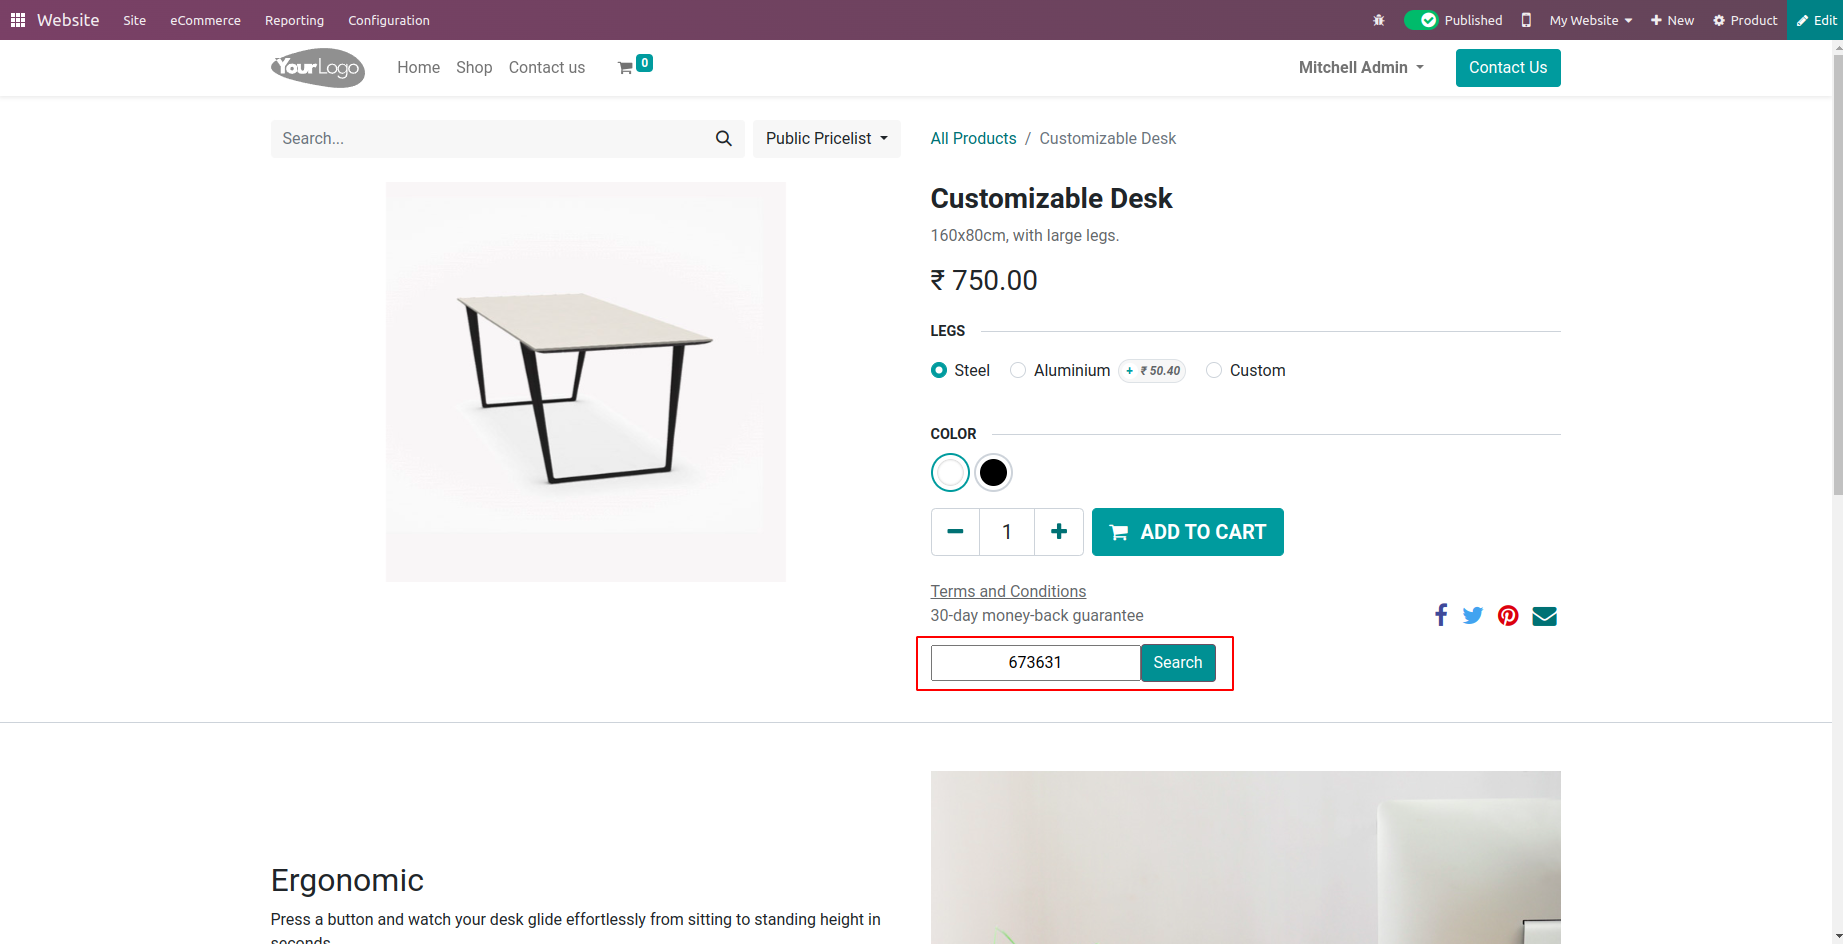 Website Site eCommerce Reporting Configuration Published My Website + New Product Edit
YourLogo Home Shop Contact us 0 Mitchell Admin Contact Us
Search... Public Pricelist All Products / Customizable Desk
Customizable Desk
160x80cm, with large legs.
₹ 750.00
LEGS
Steel Aluminium + ₹ 50.40 Custom
COLOR
1 ADD TO CART
Terms and Conditions
30-day money-back guarantee
673631 Search
Ergonomic
Press a button and watch your desk glide effortlessly from sitting to standing height in
seconds